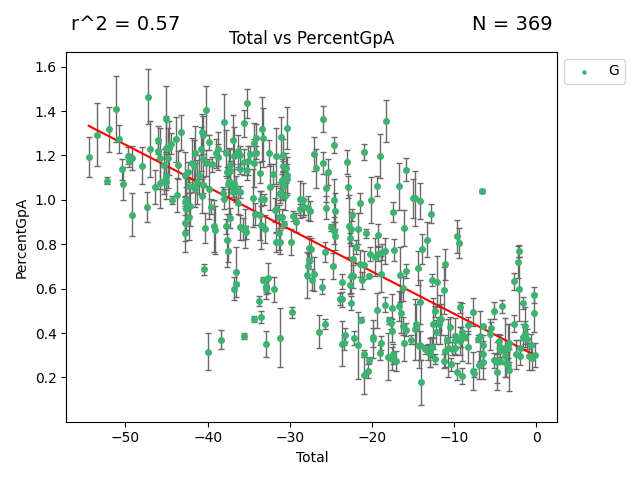 r^2 = 0.57
N = 369
Total vs PercentGpA
G
PercentGpA
1.6
1.4
1.2
1.0
0.8
0.6
0.4
0.2
−50
−40
−30
−20
−10
0
Total